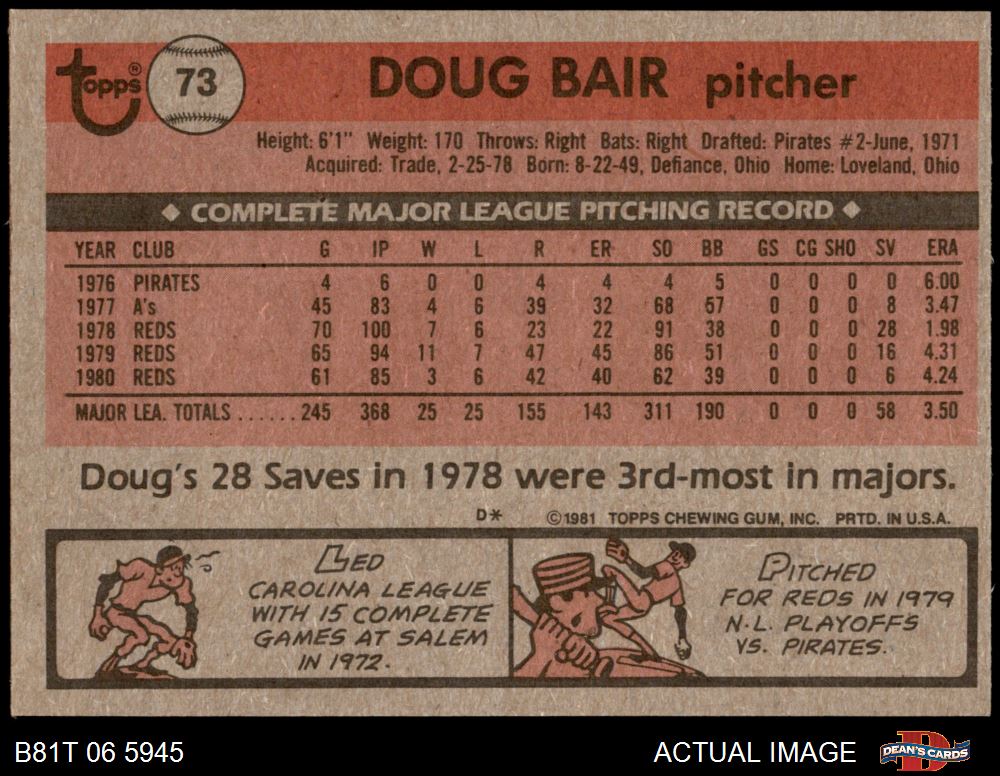 Topps® 73 DOUG BAIR pitcher
Height: 6'1" Weight: 170 Throws: Right Bats: Right Drafted: Pirates #2-June, 1971
Acquired: Trade, 2-25-78 Born: 8-22-49, Defiance, Ohio Home: Loveland, Ohio
◆ COMPLETE MAJOR LEAGUE PITCHING RECORD ◆
YEAR CLUB G IP W L R ER SO BB GS CG SHO SV ERA
1976 PIRATES 4 6 0 0 4 4 4 5 0 0 0 0 6.00
1977 A's 45 83 4 6 39 32 68 57 0 0 0 8 3.47
1978 REDS 70 100 7 6 23 22 91 38 0 0 0 28 1.98
1979 REDS 65 94 11 7 47 45 86 51 0 0 0 16 4.31
1980 REDS 61 85 3 6 42 40 62 39 0 0 0 6 4.24
MAJOR LEA. TOTALS ...... 245 368 25 25 155 143 311 190 0 0 0 58 3.50
Doug's 28 Saves in 1978 were 3rd-most in majors.
D* ©1981 TOPPS CHEWING GUM, INC. PRTD. IN U.S.A.
LED
CAROLINA LEAGUE
WITH 15 COMPLETE
GAMES AT SALEM
IN 1972.
PITCHED
FOR REDS IN 1979
N.L. PLAYOFFS
VS. PIRATES.
B81T 06 5945 ACTUAL IMAGE DEAN'S CARDS